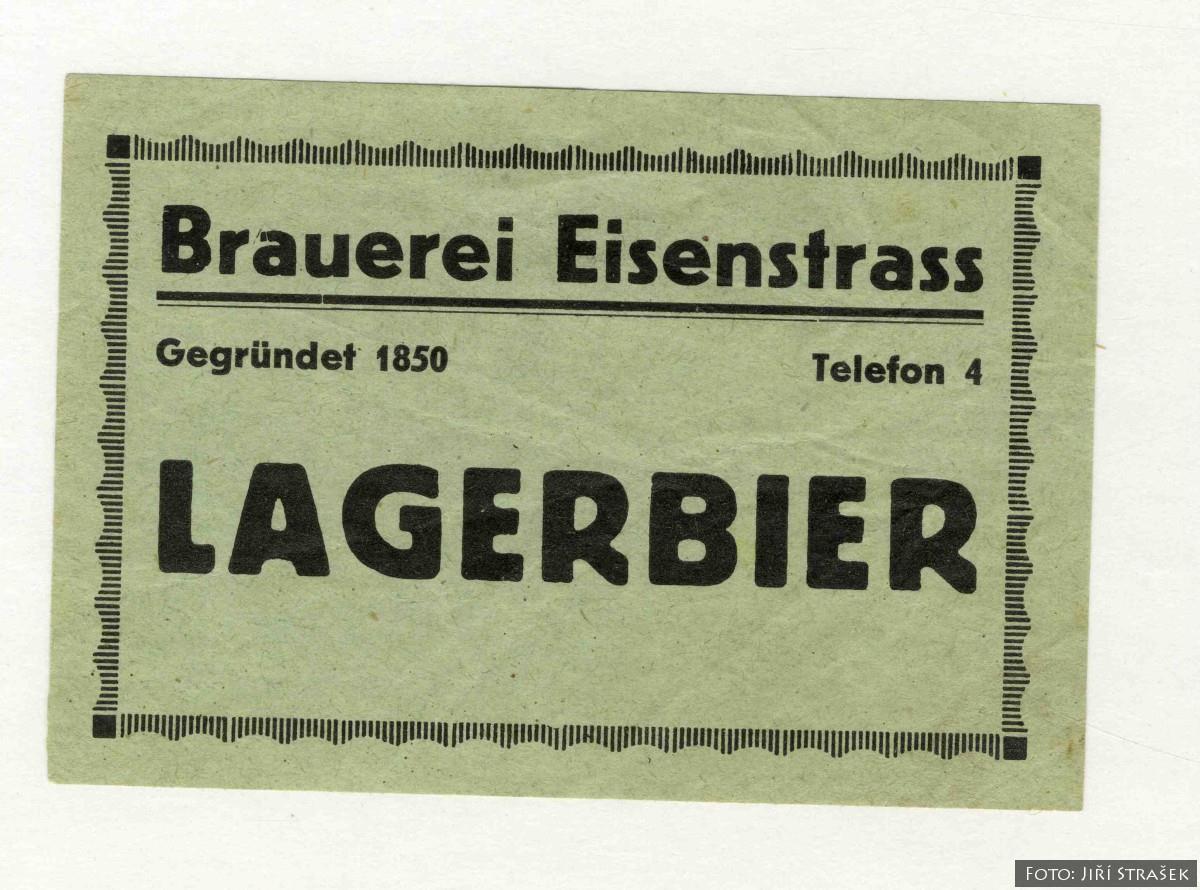 Brauerei Eisenstrass
Gegründet 1850 Telefon 4
LAGERBIER
FOTO: JIŘÍ STRAŠEK